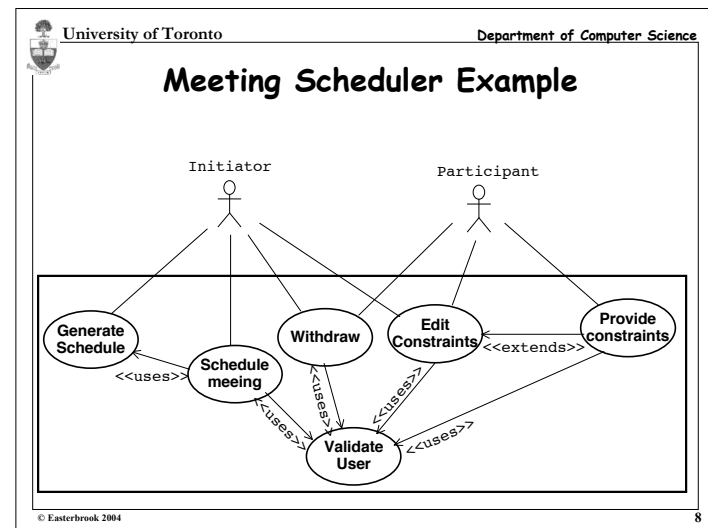 University of Toronto
Department of Computer Science
Meeting Scheduler Example
Initiator
Participant
Generate
Schedule
Schedule
meeing
Withdraw
Edit
Constraints
Provide
constraints
<<uses>>
<<extends>>
<<uses>>
<<uses>>
<<uses>>
<<uses>>
Validate
User
© Easterbrook 2004
8